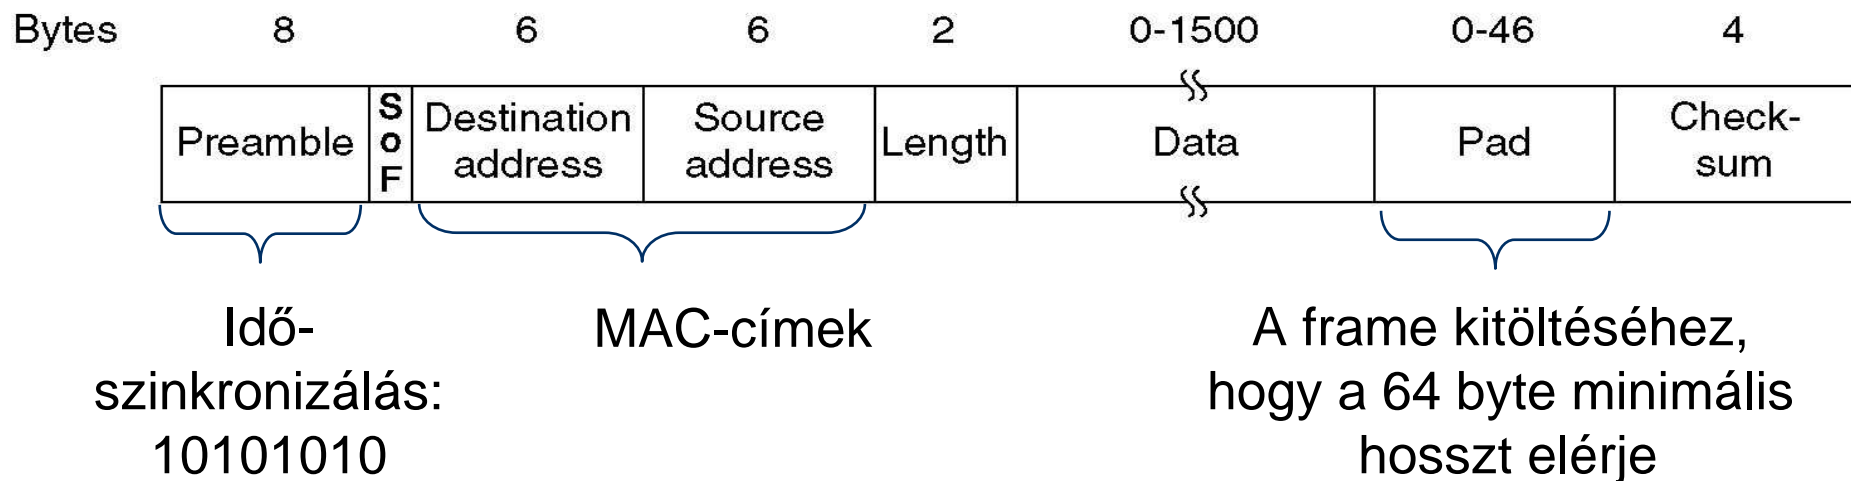 Bytes 8 6 6 2 0-1500 0-46 4
Preamble
SoF
Destination
address
Source
address
Length
Data
Pad
Check-
sum
Idő-
szinkronizálás:
10101010
MAC-címek
A frame kitöltéséhez,
hogy a 64 byte minimális
hosszt elérje